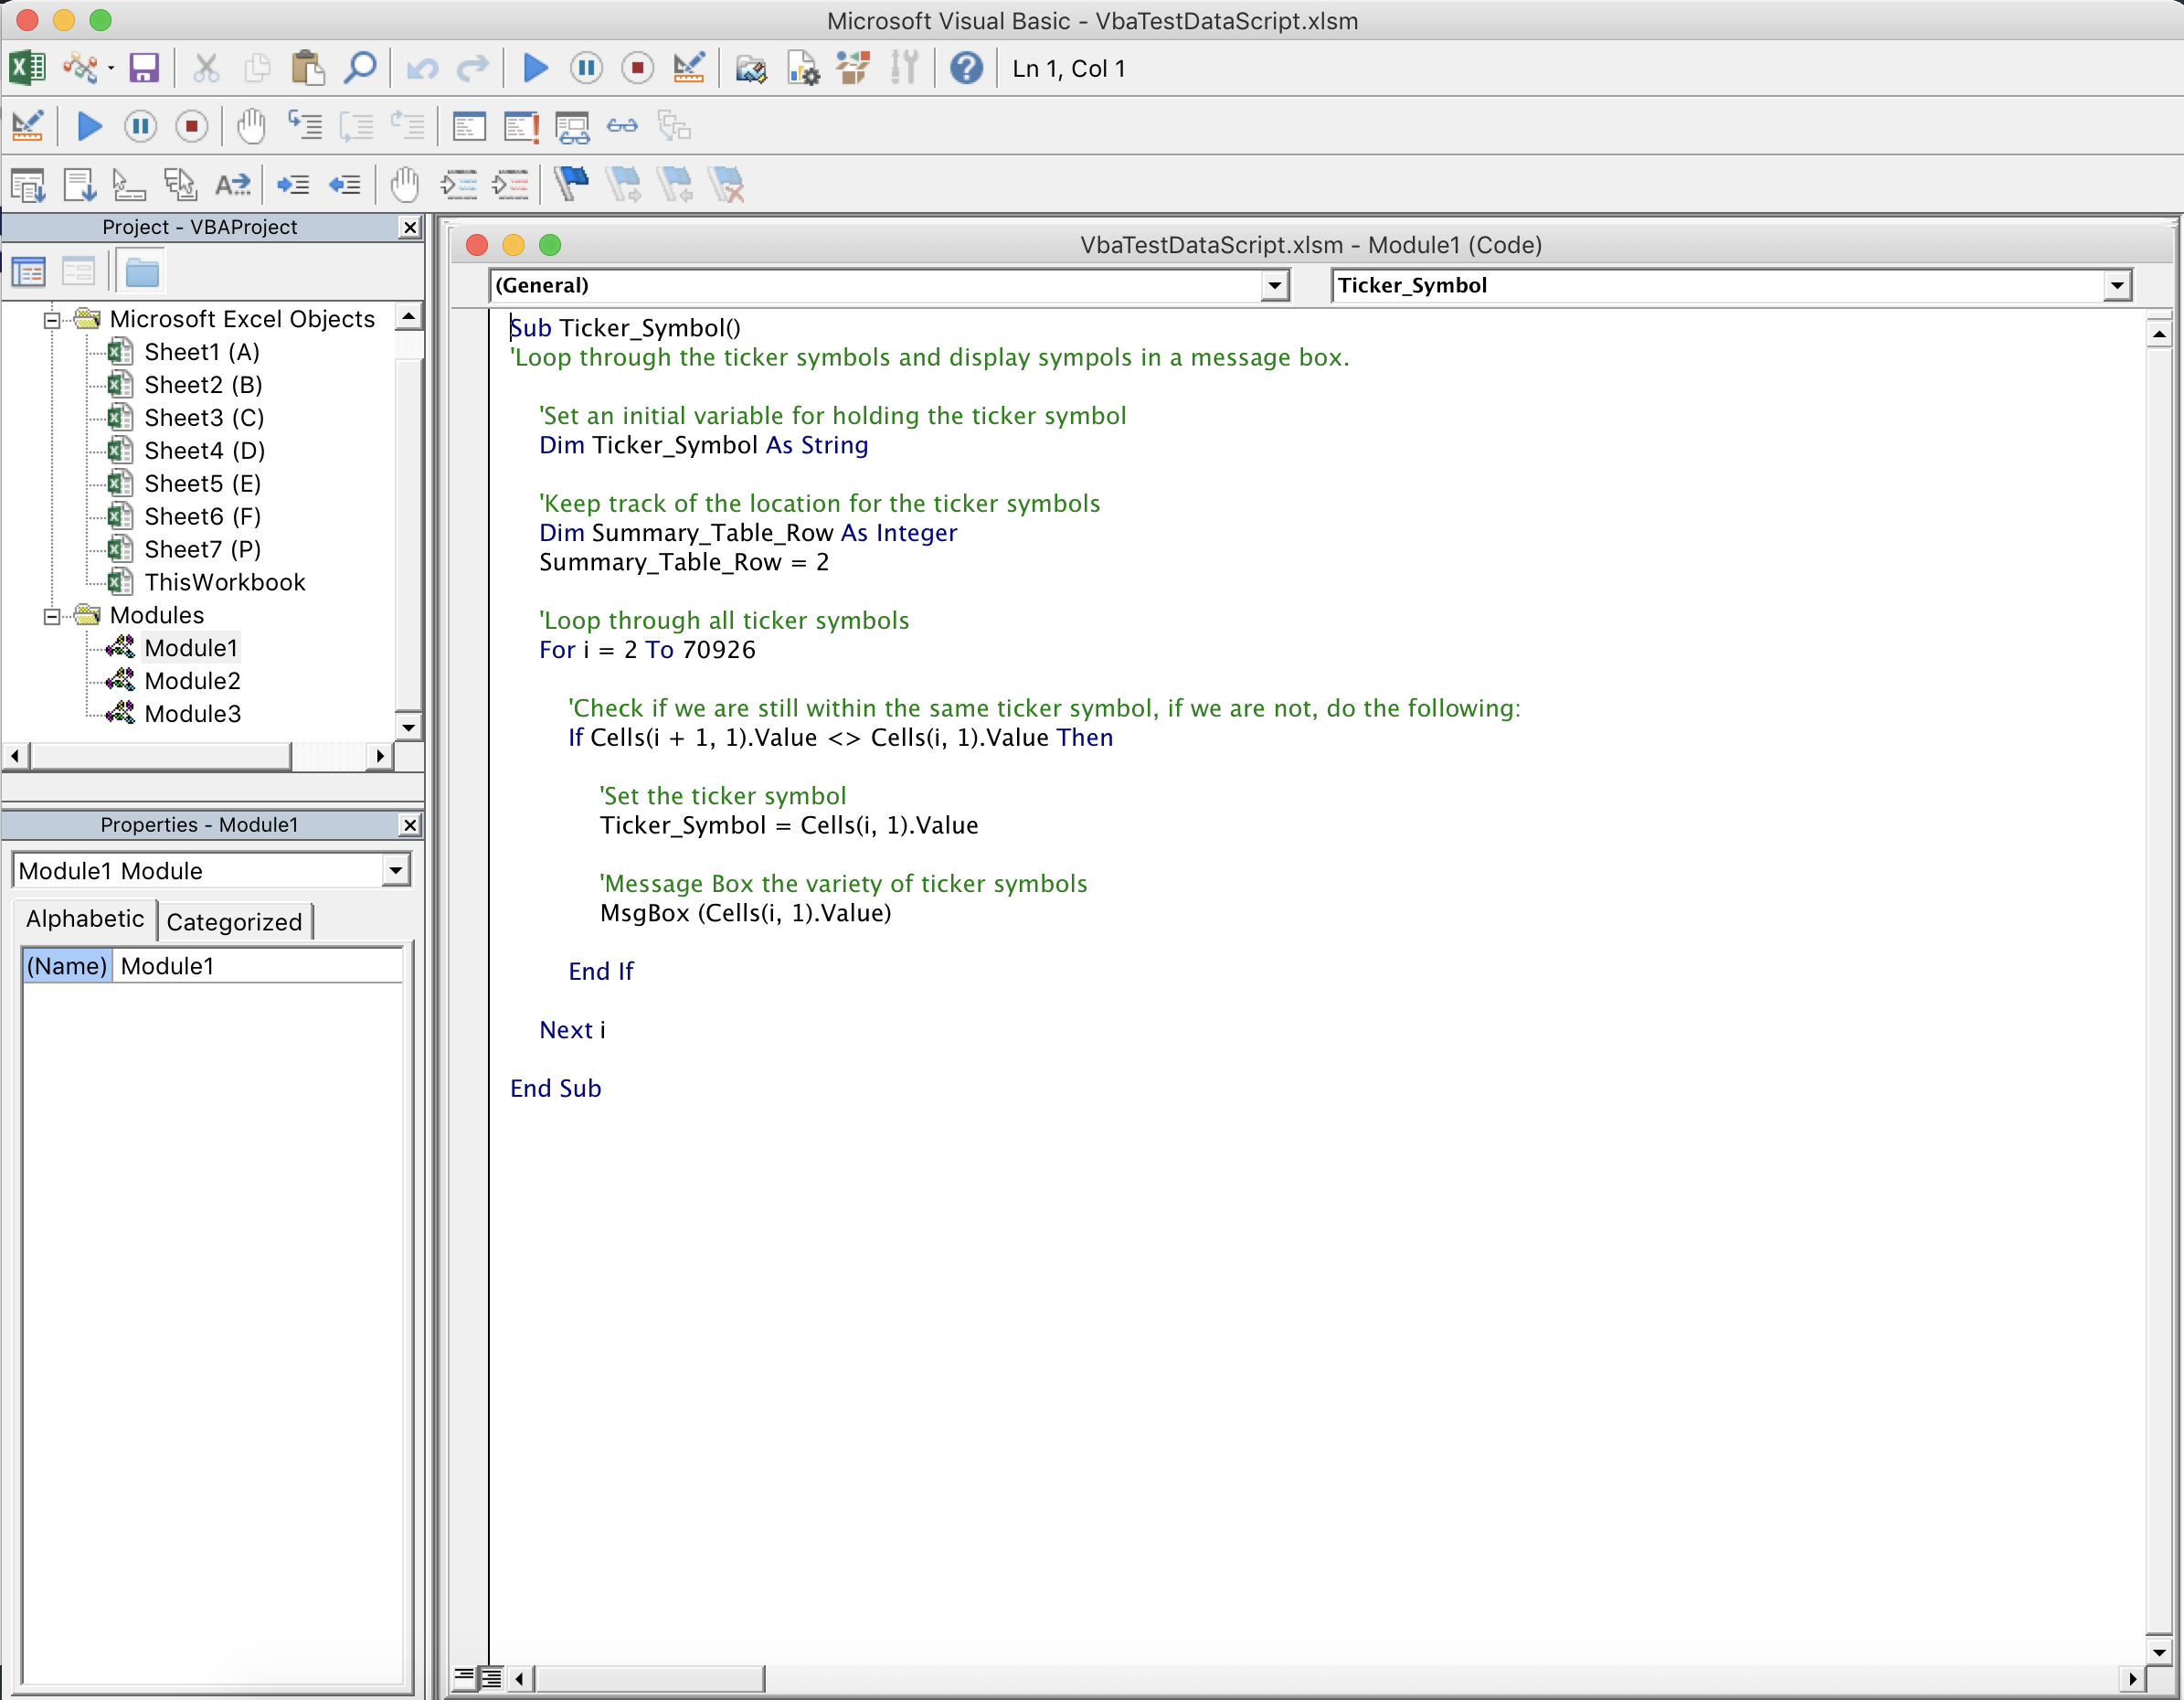 Microsoft Visual Basic - VbaTestDataScript.xlsm
Ln 1, Col 1
Project - VBAProject
Microsoft Excel Objects
Sheet1 (A)
Sheet2 (B)
Sheet3 (C)
Sheet4 (D)
Sheet5 (E)
Sheet6 (F)
Sheet7 (P)
ThisWorkbook
Modules
Module1
Module2
Module3
Properties - Module1
Module1 Module
Alphabetic
Categorized
(Name) Module1
VbaTestDataScript.xlsm - Module1 (Code)
(General)
Ticker_Symbol
Sub Ticker_Symbol()
'Loop through the ticker symbols and display sympols in a message box.
'Set an initial variable for holding the ticker symbol
Dim Ticker_Symbol As String
'Keep track of the location for the ticker symbols
Dim Summary_Table_Row As Integer
Summary_Table_Row = 2
'Loop through all ticker symbols
For i = 2 To 70926
'Check if we are still within the same ticker symbol, if we are not, do the following:
If Cells(i + 1, 1).Value <> Cells(i, 1).Value Then
'Set the ticker symbol
Ticker_Symbol = Cells(i, 1).Value
'Message Box the variety of ticker symbols
MsgBox (Cells(i, 1).Value)
End If
Next i
End Sub